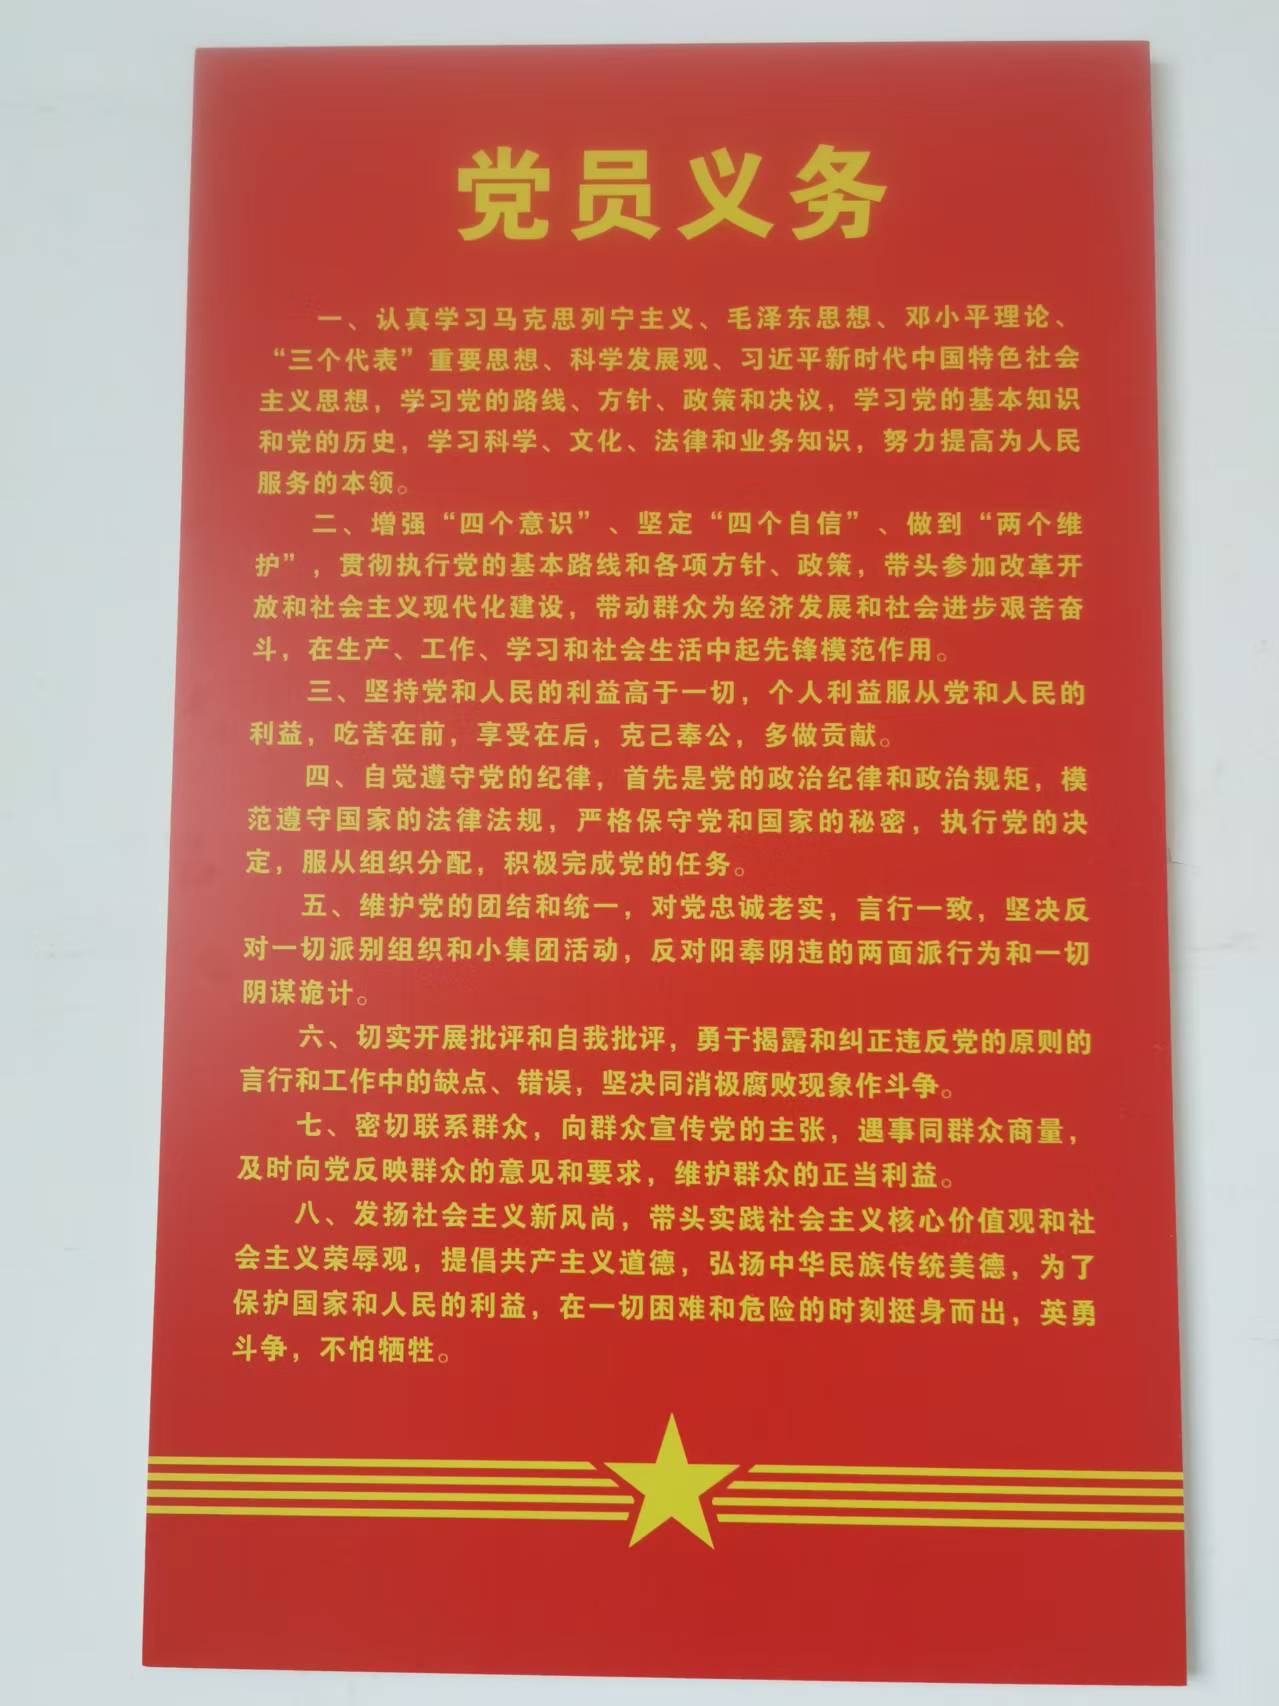 党员义务
一、认真学习马克思列宁主义、毛泽东思想、邓小平理论、
“三个代表”重要思想、科学发展观、习近平新时代中国特色社会
主义思想，学习党的路线、方针、政策和决议，学习党的基本知识
和党的历史，学习科学、文化、法律和业务知识，努力提高为人民
服务的本领。
二、增强“四个意识”、坚定“四个自信”、做到“两个维
护”，贯彻执行党的基本路线和各项方针、政策，带头参加改革开
放和社会主义现代化建设，带动群众为经济发展和社会进步艰苦奋
斗，在生产、工作、学习和社会生活中起先锋模范作用。
三、坚持党和人民的利益高于一切，个人利益服从党和人民的
利益，吃苦在前，享受在后，克己奉公，多做贡献。
四、自觉遵守党的纪律，首先是党的政治纪律和政治规矩，模
范遵守国家的法律法规，严格保守党和国家的秘密，执行党的决
定，服从组织分配，积极完成党的任务。
五、维护党的团结和统一，对党忠诚老实，言行一致，坚决反
对一切派别组织和小集团活动，反对阳奉阴违的两面派行为和一切
阴谋诡计。
六、切实开展批评和自我批评，勇于揭露和纠正违反党的原则的
言行和工作中的缺点、错误，坚决同消极腐败现象作斗争。
七、密切联系群众，向群众宣传党的主张，遇事同群众商量，
及时向党反映群众的意见和要求，维护群众的正当利益。
八、发扬社会主义新风尚，带头实践社会主义核心价值观和社
会主义荣辱观，提倡共产主义道德，弘扬中华民族传统美德，为了
保护国家和人民的利益，在一切困难和危险的时刻挺身而出，英勇
斗争，不怕牺牲。